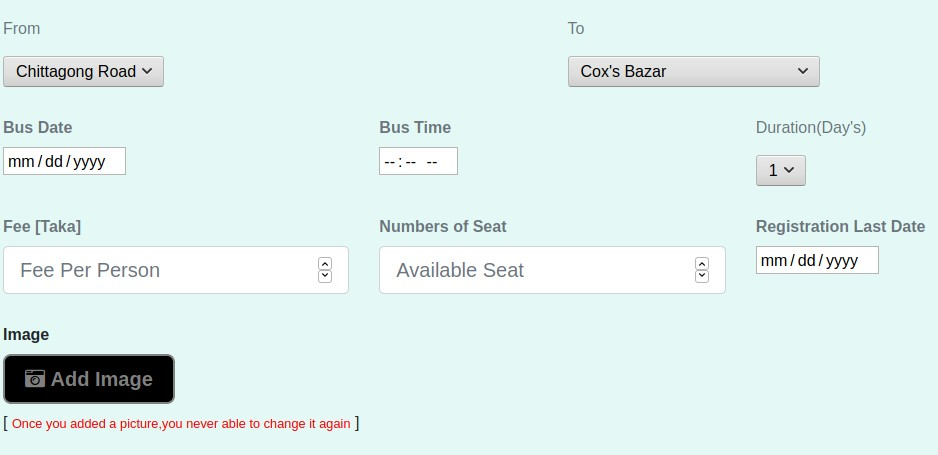 From To
Chittagong Road Cox's Bazar
Bus Date Bus Time Duration(Day's)
mm/dd/yyyy --:-- -- 1
Fee [Taka] Numbers of Seat Registration Last Date
Fee Per Person Available Seat mm/dd/yyyy
Image
Add Image
[ Once you added a picture,you never able to change it again ]